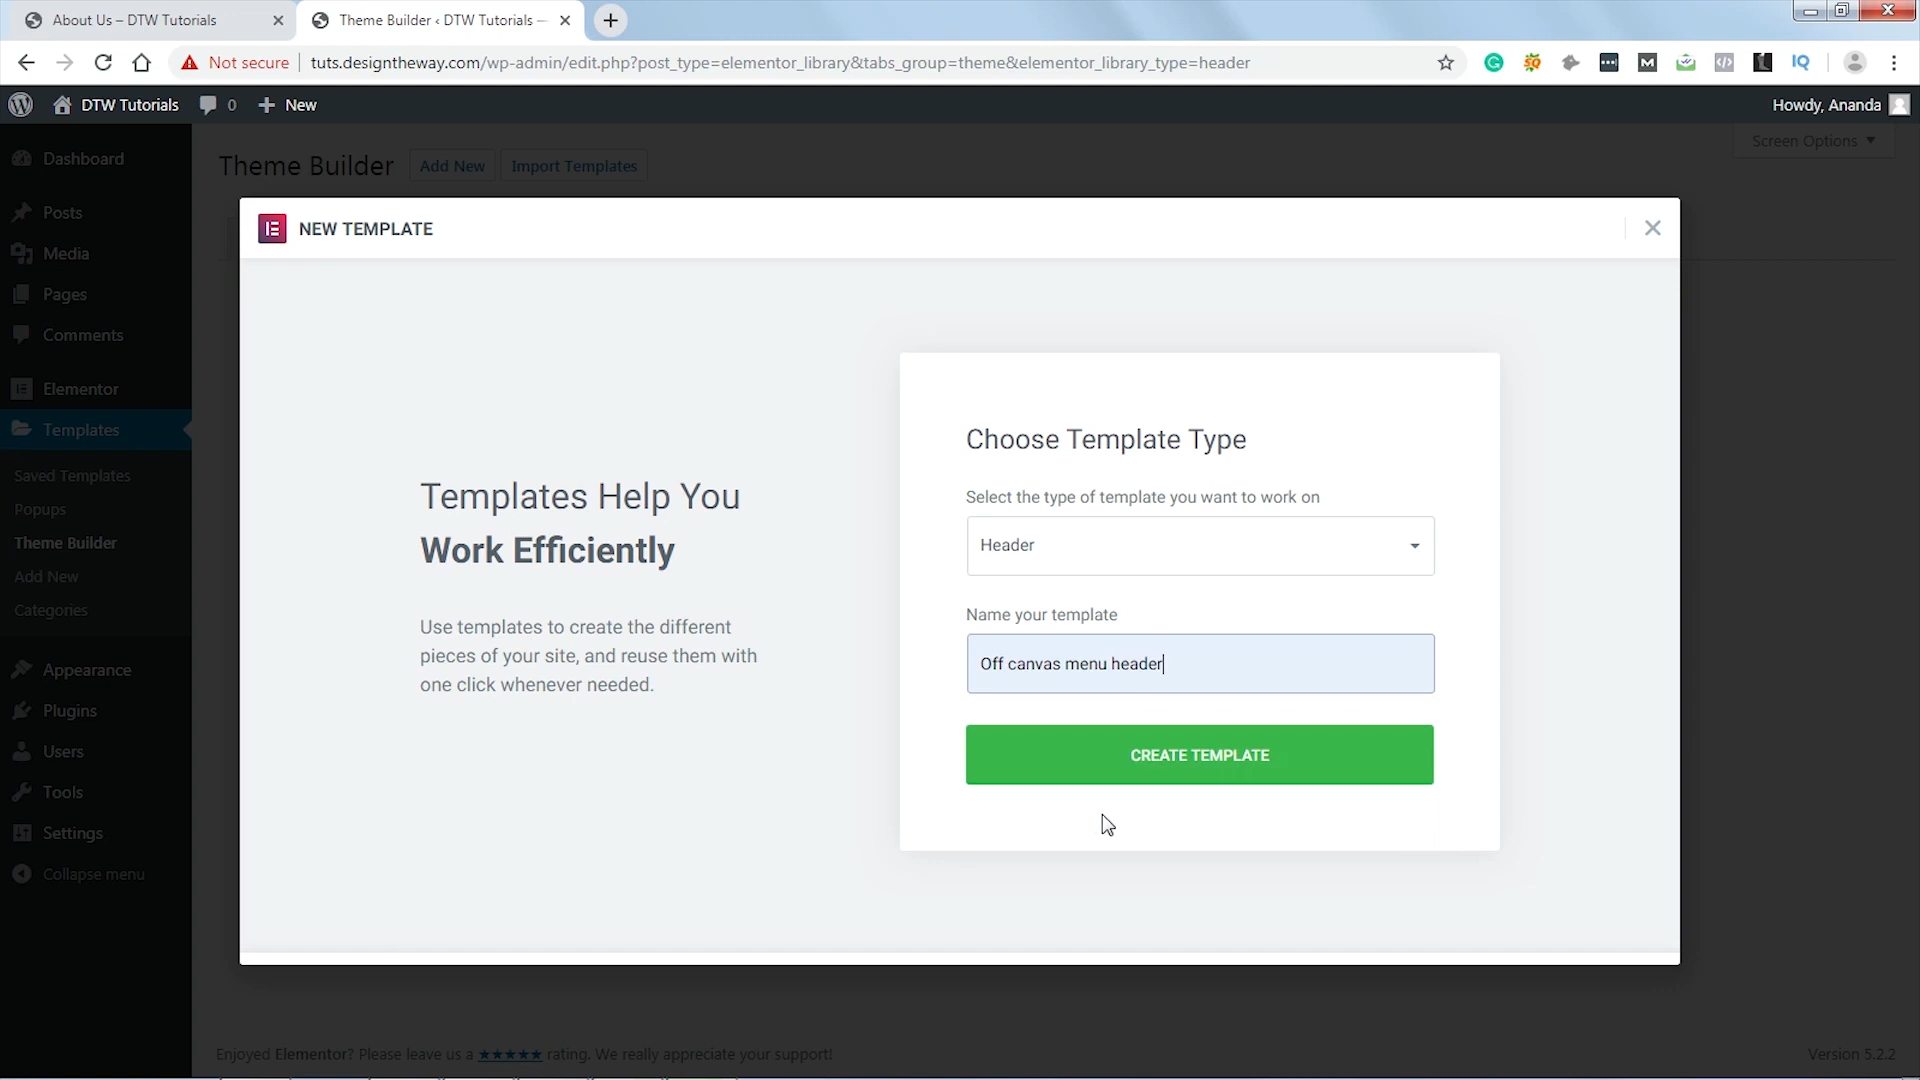 About Us – DTW Tutorials
Theme Builder ‹ DTW Tutorials —
Not secure
tuts.designtheway.com/wp-admin/edit.php?post_type=elementor_library&tabs_group=theme&elementor_library_type=header
DTW Tutorials
0
New
Howdy, Ananda
Dashboard
Posts
Media
Pages
Comments
Elementor
Templates
Saved Templates
Popups
Theme Builder
Add New
Categories
Appearance
Plugins
Users
Tools
Settings
Collapse menu
Theme Builder
Add New
Import Templates
Screen Options
NEW TEMPLATE
Templates Help You
Work Efficiently
Use templates to create the different
pieces of your site, and reuse them with
one click whenever needed.
Choose Template Type
Select the type of template you want to work on
Header
Name your template
Off canvas menu header
CREATE TEMPLATE
Enjoyed Elementor? Please leave us a ★★★★★ rating. We really appreciate your support!
Version 5.2.2